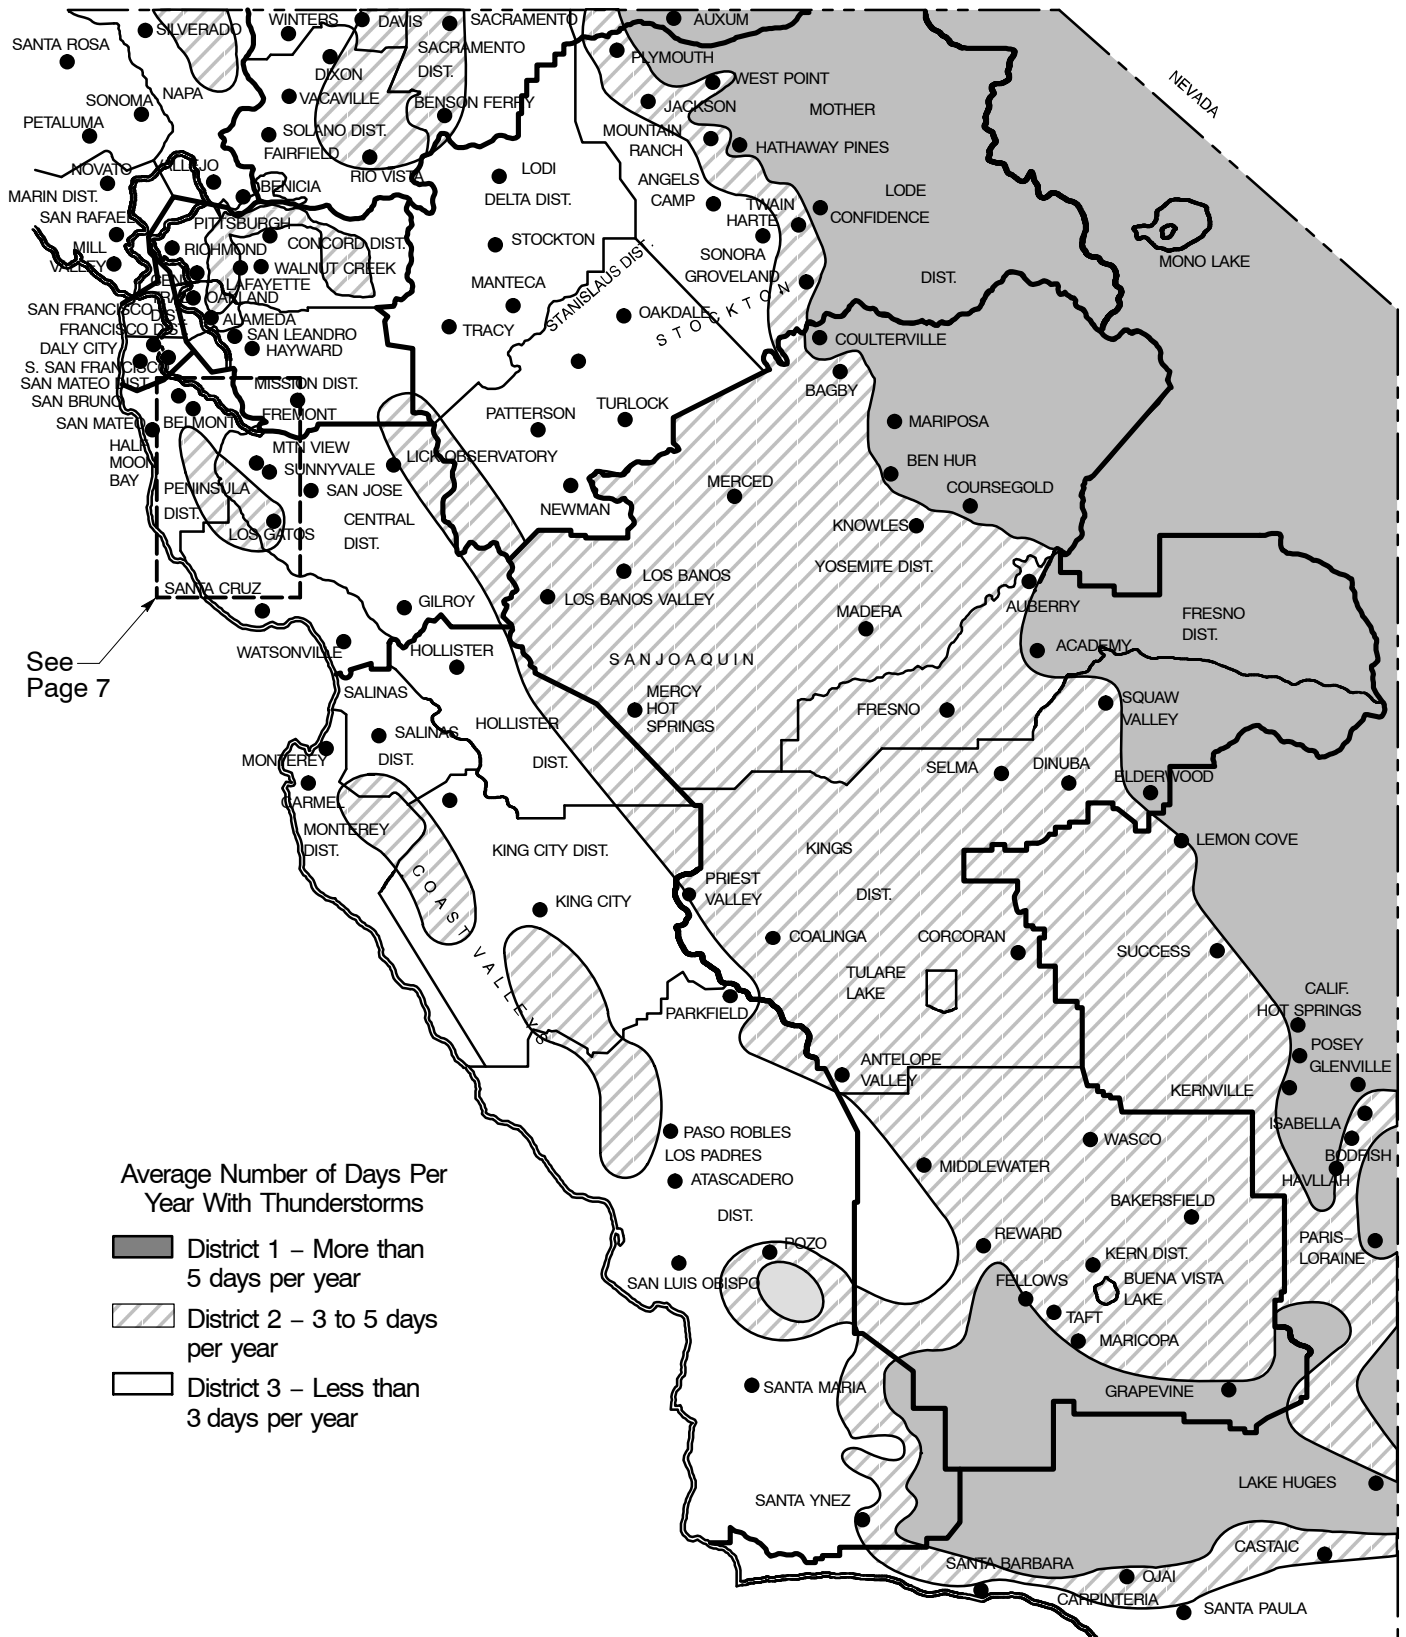 WINTERS
DAVIS
SACRAMENTO
AUXUM
SILVERADO
SANTA ROSA
SACRAMENTO
DIST.
PLYMOUTH
DIXON
WEST POINT
NEVADA
NAPA
SONOMA
VACAVILLE
BENSON FERRY
JACKSON
MOTHER
PETALUMA
SOLANO DIST.
MOUNTAIN
RANCH
HATHAWAY PINES
FAIRFIELD
NOVATO
VALLEJO
RIO VISTA
LODI
ANGELS
CAMP
LODE
MARIN DIST.
BENICIA
DELTA DIST.
TWAIN
HARTE
CONFIDENCE
SAN RAFAEL
PITTSBURGH
MILL
VALLEY
RICHMOND
CONCORD DIST.
STOCKTON
STANISLAUS DIST.
SONORA
MONO LAKE
WALNUT CREEK
GROVELAND
DIST.
LAFAYETTE
MANTECA
CEN-
TRAL
DIST.
OAKLAND
SAN FRANCISCO
FRANCISCO DIST.
ALAMEDA
OAKDALE
STOCKTON
DALY CITY
SAN LEANDRO
TRACY
COULTERVILLE
HAYWARD
S. SAN FRANCISCO
SAN MATEO DIST.
MISSION DIST.
BAGBY
SAN BRUNO
FREMONT
PATTERSON
TURLOCK
SAN MATEO
BELMONT
MARIPOSA
HALF
MOON
BAY
MTN VIEW
LICK OBSERVATORY
SUNNYVALE
BEN HUR
PENINSULA
DIST.
SAN JOSE
MERCED
COURSEGOLD
NEWMAN
CENTRAL
DIST.
KNOWLES
LOS GATOS
YOSEMITE DIST.
LOS BANOS
SANTA CRUZ
GILROY
LOS BANOS VALLEY
MADERA
AUBERRY
FRESNO
DIST.
See
Page 7
WATSONVILLE
HOLLISTER
SAN JOAQUIN
ACADEMY
SALINAS
MERCY
HOT
SPRINGS
FRESNO
SQUAW
VALLEY
SALINAS
HOLLISTER
DIST.
DIST.
MONTEREY
SELMA
DINUBA
ELDERWOOD
CARMEL
MONTEREY
DIST.
KING CITY DIST.
KINGS
LEMON COVE
COAST VALLEYS
PRIEST
VALLEY
DIST.
KING CITY
COALINGA
CORCORAN
SUCCESS
TULARE
LAKE
CALIF.
HOT SPRINGS
PARKFIELD
POSEY
ANTELOPE
VALLEY
GLENVILLE
KERNVILLE
PASO ROBLES
WASCO
ISABELLA
LOS PADRES
MIDDLEWATER
BODFISH
Average Number of Days Per
Year With Thunderstorms
ATASCADERO
HAVLLAH
DIST.
BAKERSFIELD
District 1 – More than
5 days per year
POZO
REWARD
KERN DIST.
PARIS–
LORAINE
SAN LUIS OBISPO
FELLOWS
BUENA VISTA
LAKE
District 2 – 3 to 5 days
per year
TAFT
MARICOPA
District 3 – Less than
3 days per year
SANTA MARIA
GRAPEVINE
LAKE HUGES
SANTA YNEZ
CASTAIC
SANTA BARBARA
OJAI
CARPINTERIA
SANTA PAULA